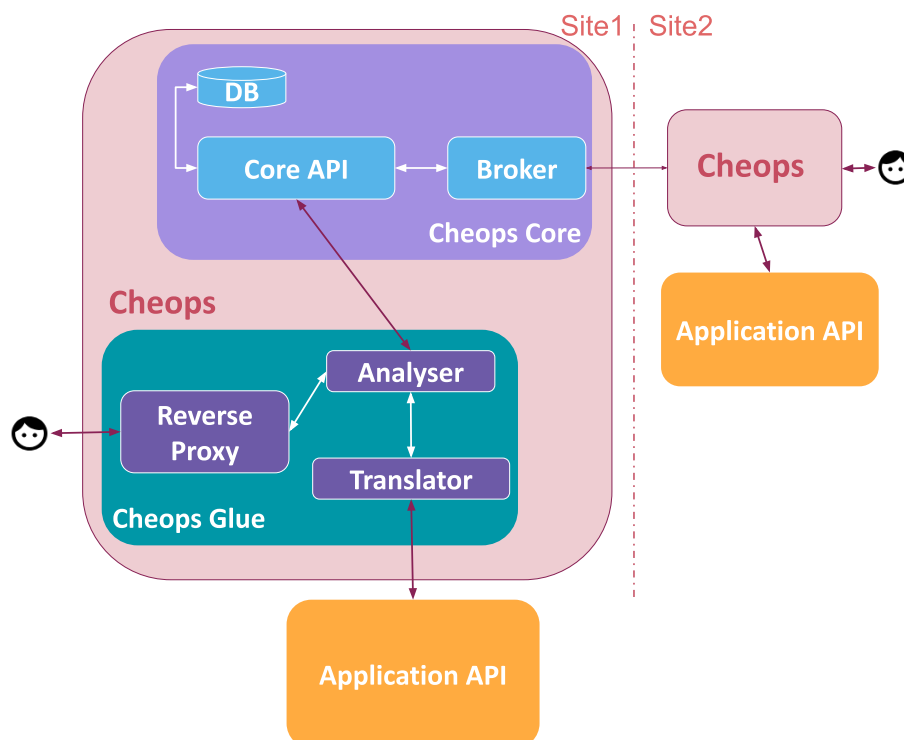 Site1
Site2
DB
Core API
Broker
Cheops Core
Cheops
Cheops
Application API
Analyser
Reverse
Proxy
Translator
Cheops Glue
Application API